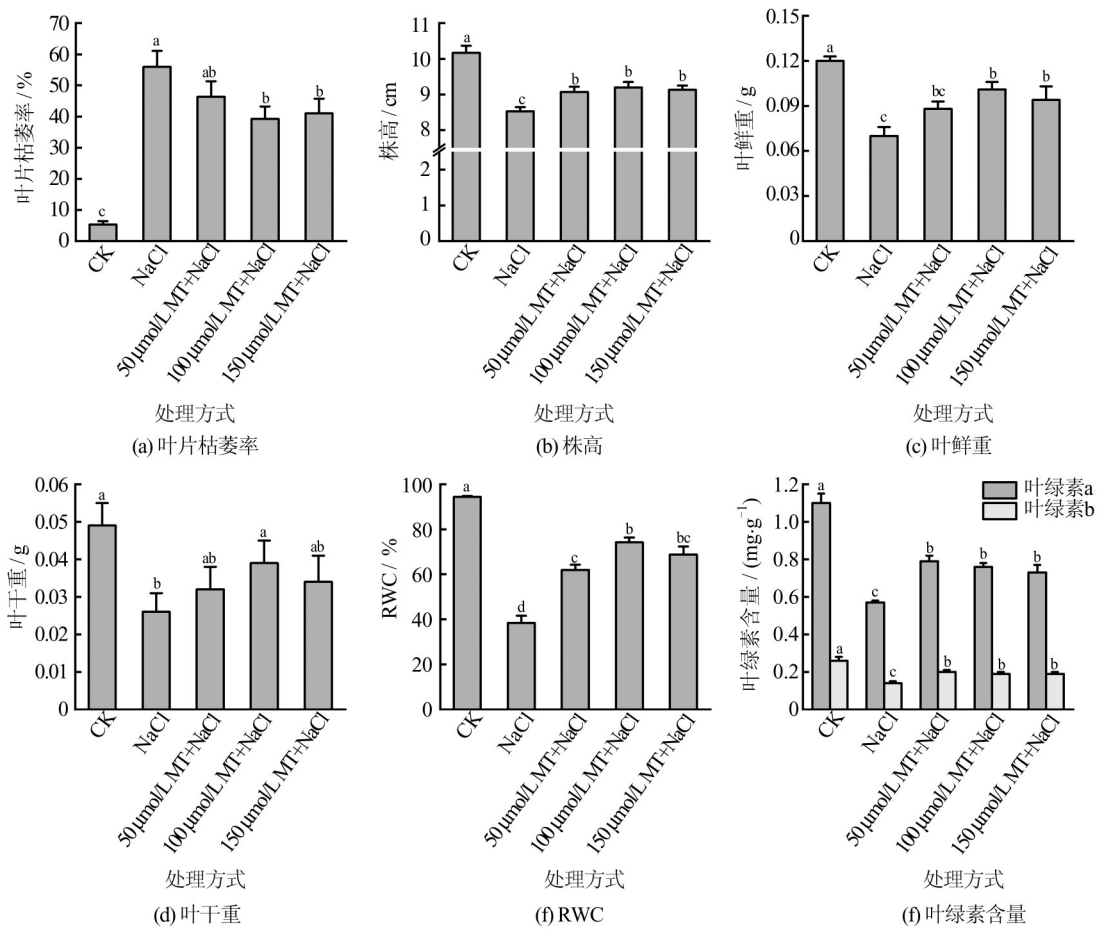 70
60
50
40
30
20
10
0
叶片枯萎率/%
c
a
ab
b
b
CK
NaCl
50 μmol/L MT+NaCl
100 μmol/L MT+NaCl
150 μmol/L MT+NaCl
处理方式
(a) 叶片枯萎率
11
10
9
8
2
1
0
株高/cm
a
c
b
b
b
CK
NaCl
50 μmol/L MT+NaCl
100 μmol/L MT+NaCl
150 μmol/L MT+NaCl
处理方式
(b) 株高
0.15
0.12
0.09
0.06
0.03
0
叶鲜重/g
a
c
bc
b
b
CK
NaCl
50 μmol/L MT+NaCl
100 μmol/L MT+NaCl
150 μmol/L MT+NaCl
处理方式
(c) 叶鲜重
0.06
0.05
0.04
0.03
0.02
0.01
0
叶干重/g
a
b
ab
a
ab
CK
NaCl
50 μmol/L MT+NaCl
100 μmol/L MT+NaCl
150 μmol/L MT+NaCl
处理方式
(d) 叶干重
100
80
60
40
20
0
RWC/%
a
d
c
b
bc
CK
NaCl
50 μmol/L MT+NaCl
100 μmol/L MT+NaCl
150 μmol/L MT+NaCl
处理方式
(f) RWC
1.2
1.0
0.8
0.6
0.4
0.2
0
叶绿素含量/(mg·g⁻¹)
叶绿素a
叶绿素b
a
a
c
c
b
b
b
b
b
b
CK
NaCl
50 μmol/L MT+NaCl
100 μmol/L MT+NaCl
150 μmol/L MT+NaCl
处理方式
(f) 叶绿素含量